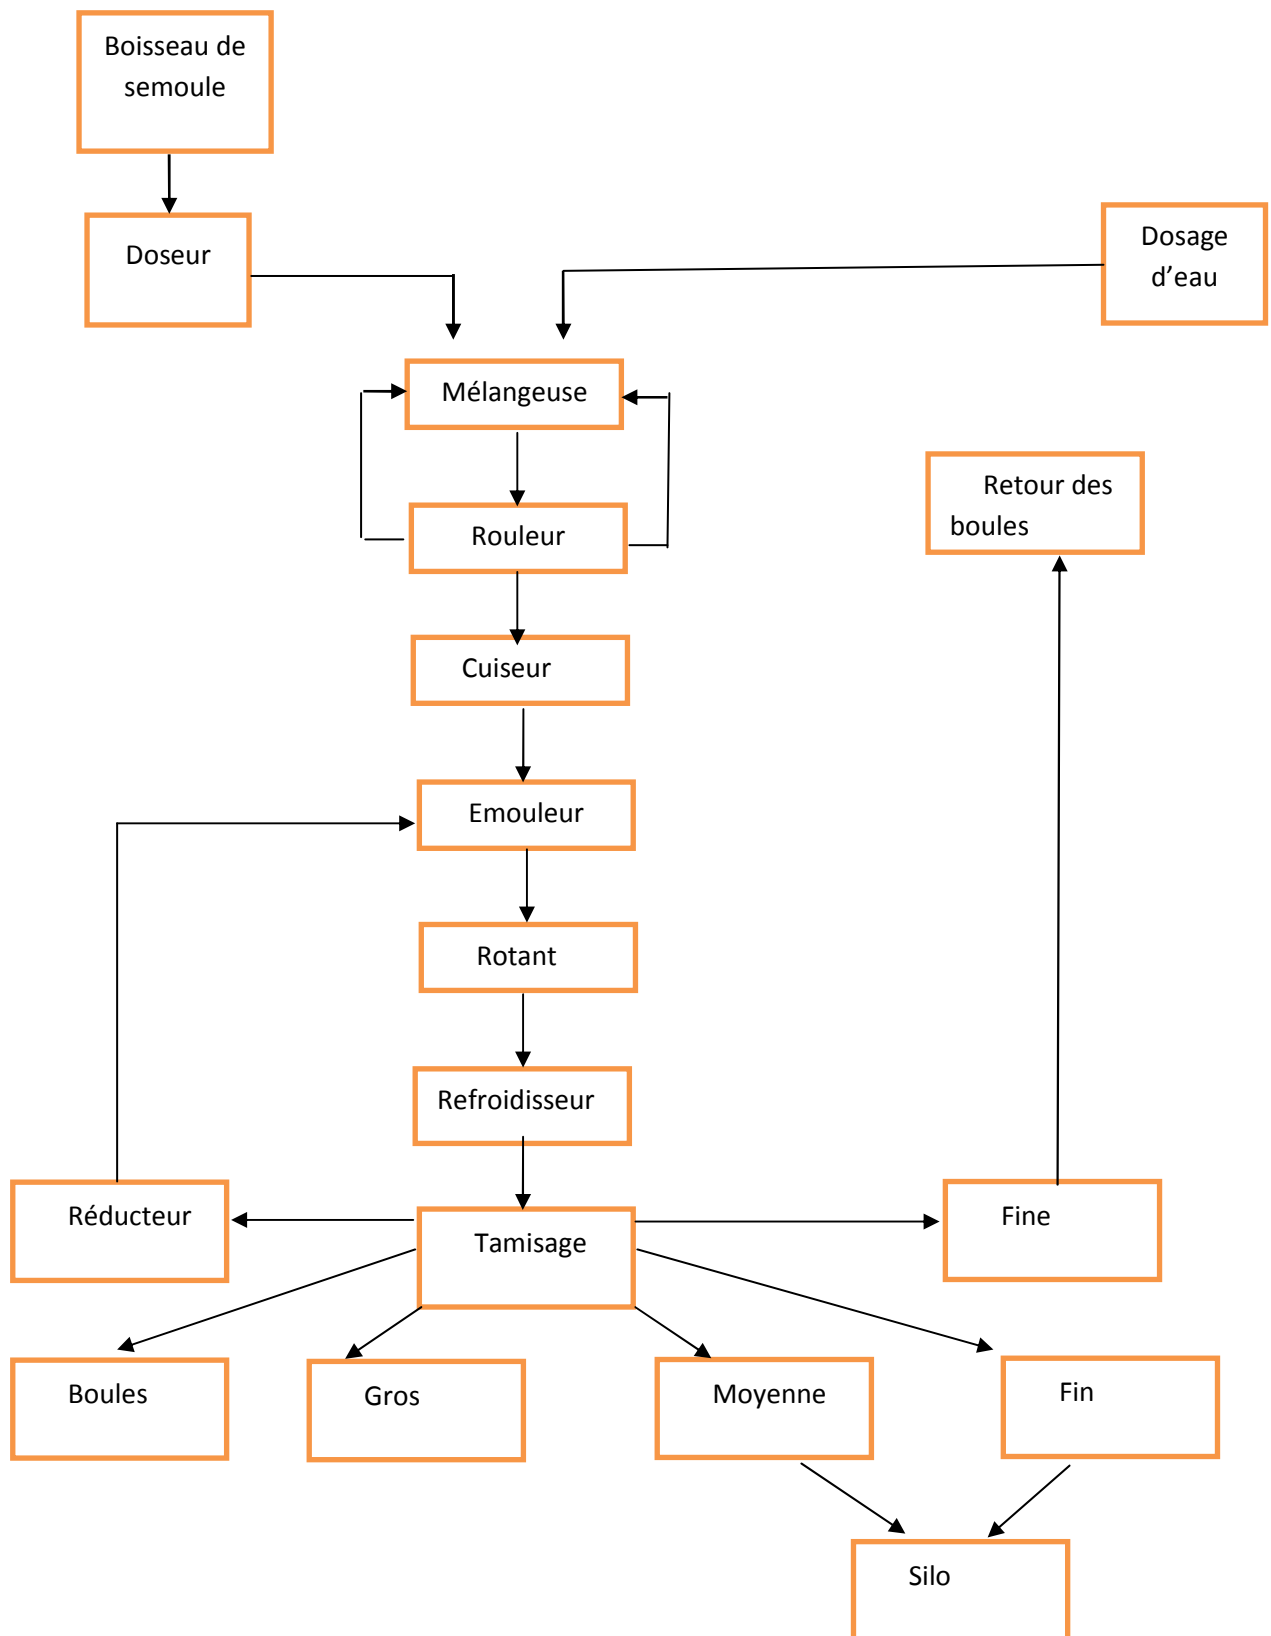 Boisseau de
semoule
Doseur
Dosage
d’eau
Mélangeuse
Retour des
boules
Rouleur
Cuiseur
Emouleur
Rotant
Refroidisseur
Réducteur
Tamisage
Fine
Boules
Gros
Moyenne
Fin
Silo